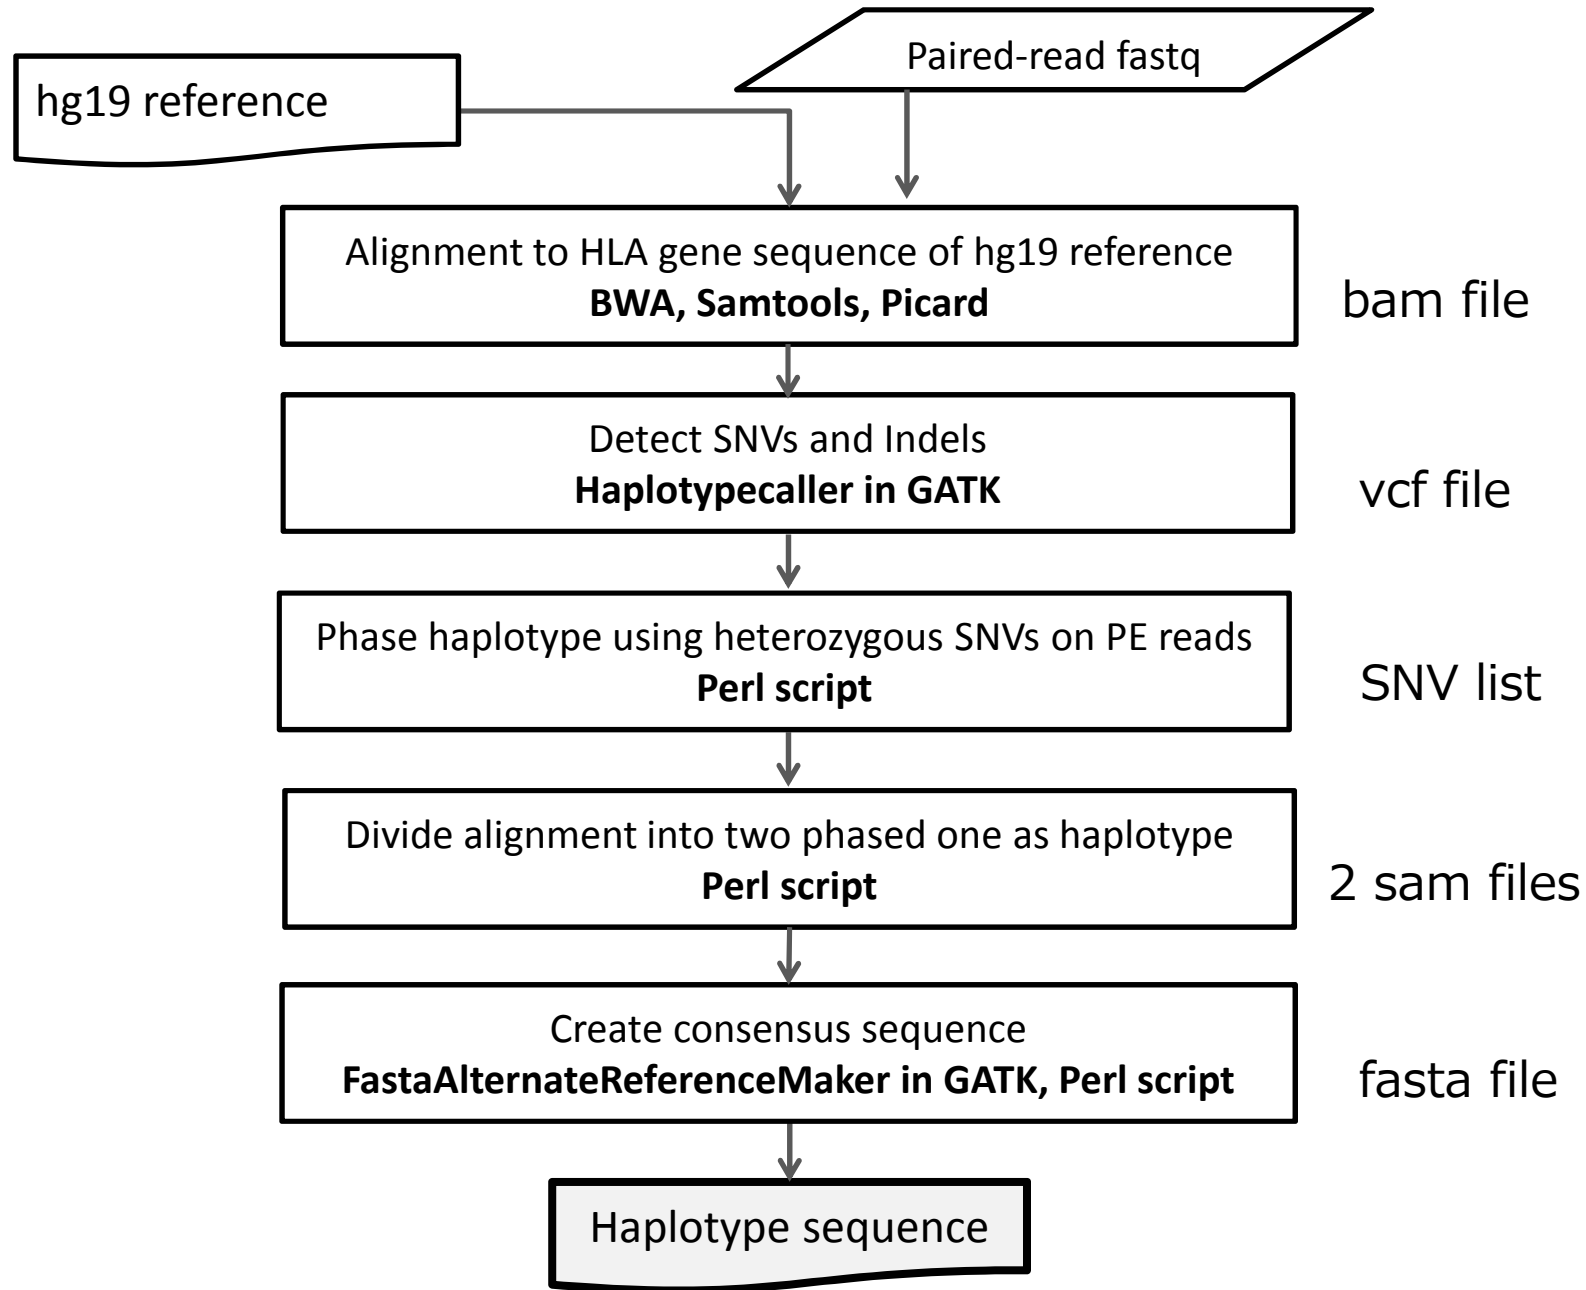 Paired-read fastq
hg19 reference
Alignment to HLA gene sequence of hg19 reference
BWA, Samtools, Picard
bam file
Detect SNVs and Indels
Haplotypecaller in GATK
vcf file
Phase haplotype using heterozygous SNVs on PE reads
Perl script
SNV list
Divide alignment into two phased one as haplotype
Perl script
2 sam files
Create consensus sequence
FastaAlternateReferenceMaker in GATK, Perl script
fasta file
Haplotype sequence